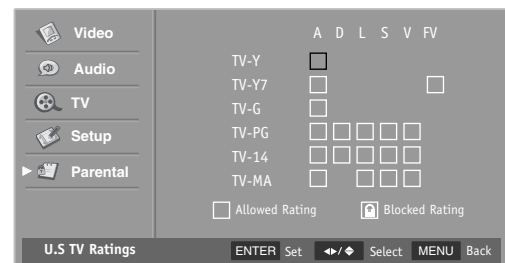 Video
Audio
TV
Setup
Parental
A D L S V FV
TV-Y
TV-Y7
TV-G
TV-PG
TV-14
TV-MA
Allowed Rating Blocked Rating
U.S TV Ratings ENTER Set / Select MENU Back